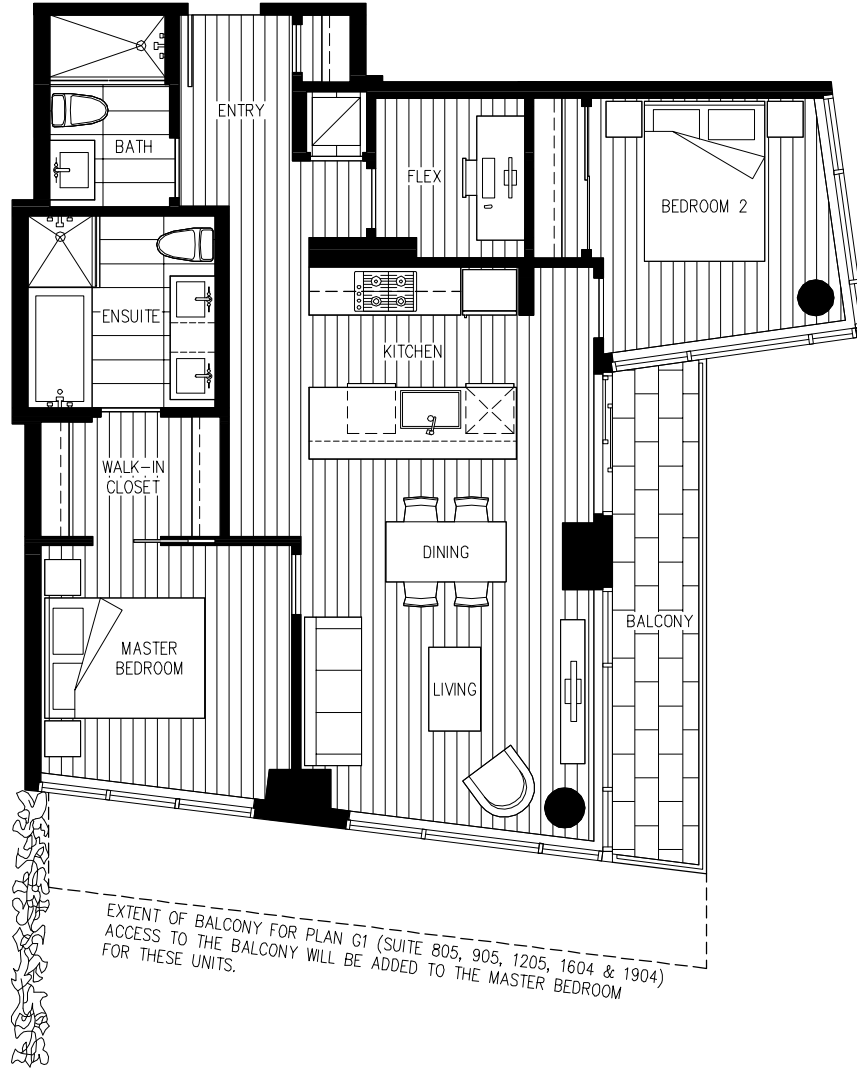 ENTRY
BATH
FLEX
BEDROOM 2
ENSUITE
KITCHEN
WALK-IN
CLOSET
DINING
BALCONY
MASTER
BEDROOM
LIVING
EXTENT OF BALCONY FOR PLAN G1 (SUITE 805, 905, 1205, 1604 & 1904)
ACCESS TO THE BALCONY WILL BE ADDED TO THE MASTER BEDROOM
FOR THESE UNITS.